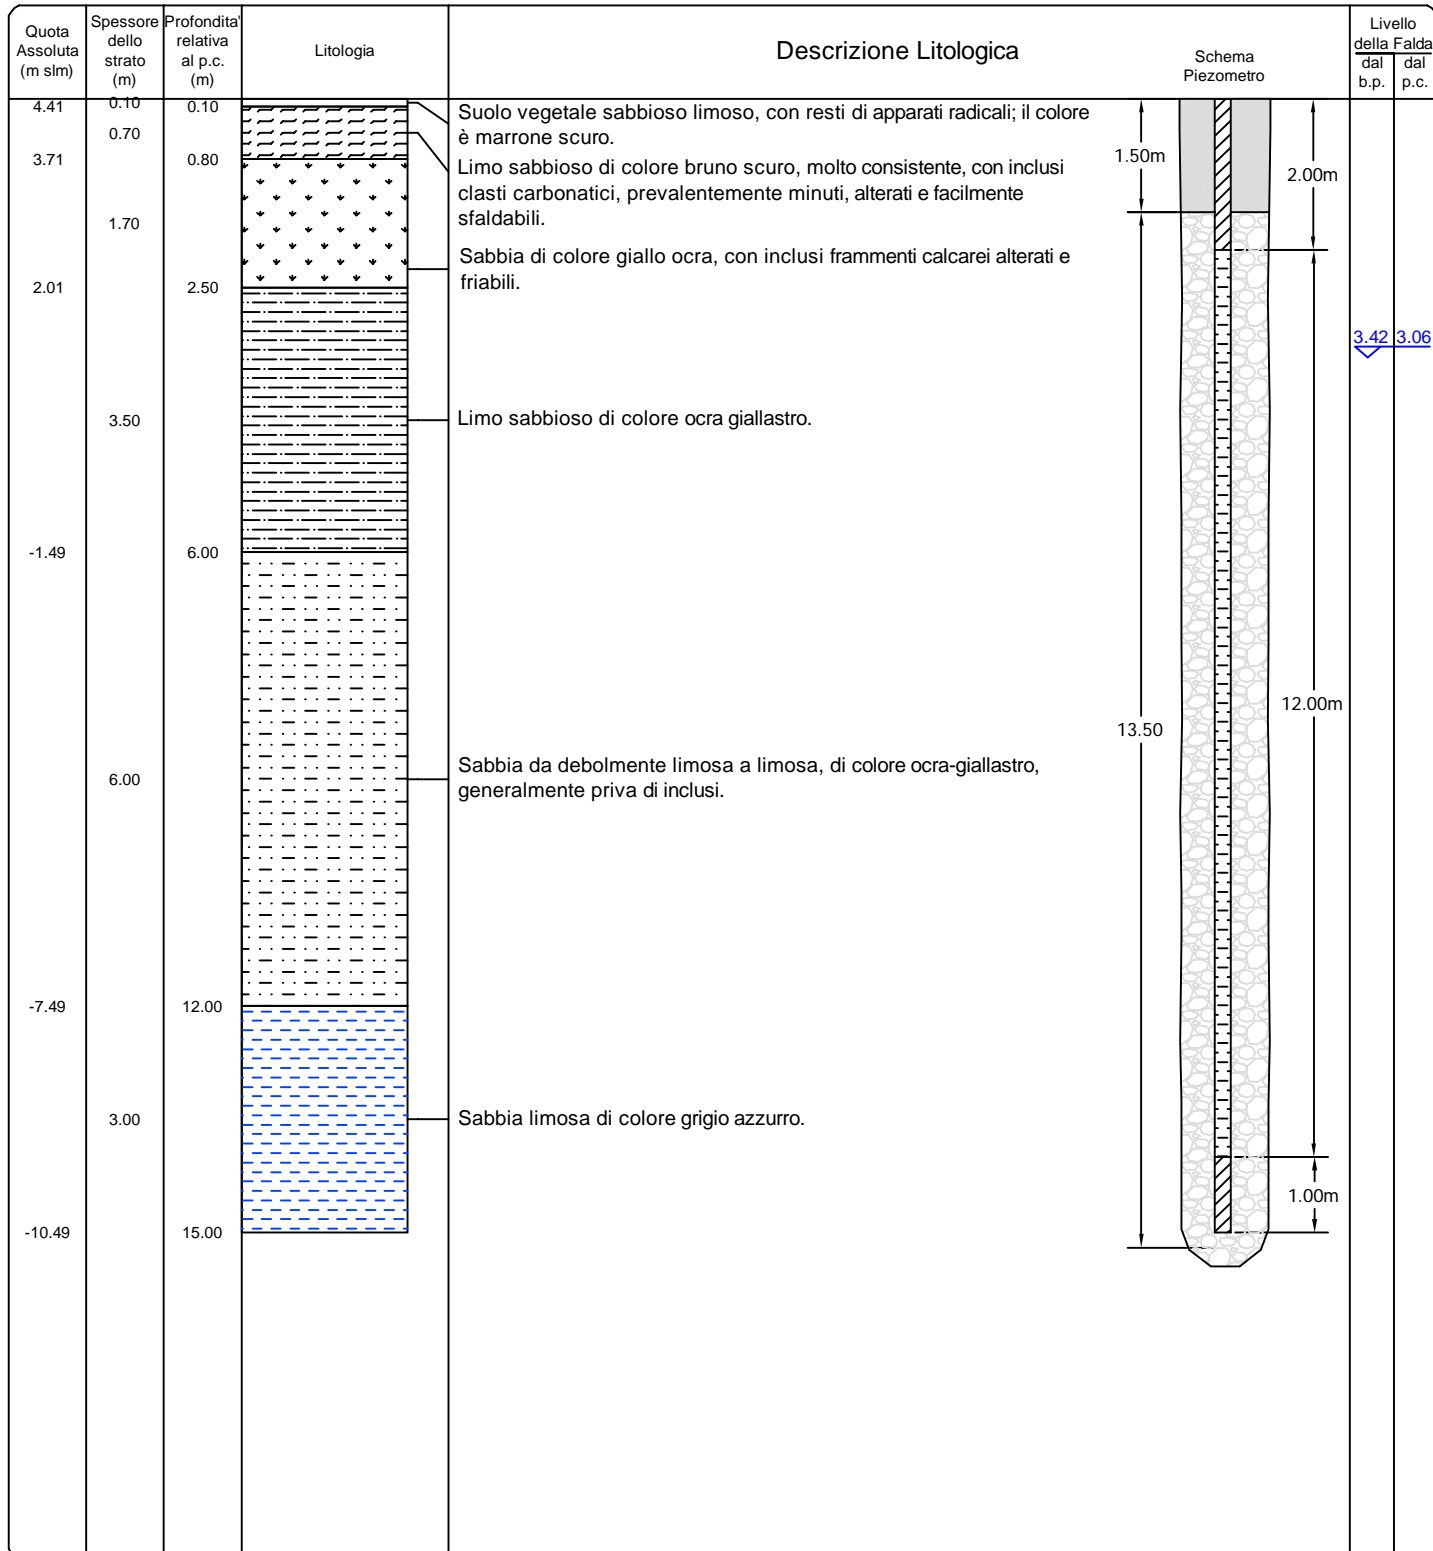 Quota
Assoluta
(m slm)
Spessore
dello
strato
(m)
Profondita'
relativa
al p.c.
(m)
Litologia
Descrizione Litologica
Schema
Piezometro
Livello
della Falda
dal
b.p.
dal
p.c.
4.41
0.10
0.10
Suolo vegetale sabbioso limoso, con resti di apparati radicali; il colore
è marrone scuro.
0.70
3.71
0.80
Limo sabbioso di colore bruno scuro, molto consistente, con inclusi
clasti carbonatici, prevalentemente minuti, alterati e facilmente
sfaldabili.
1.50m
2.00m
1.70
Sabbia di colore giallo ocra, con inclusi frammenti calcarei alterati e
friabili.
2.01
2.50
3.42
3.06
3.50
Limo sabbioso di colore ocra giallastro.
-1.49
6.00
12.00m
13.50
6.00
Sabbia da debolmente limosa a limosa, di colore ocra-giallastro,
generalmente priva di inclusi.
-7.49
12.00
3.00
Sabbia limosa di colore grigio azzurro.
1.00m
-10.49
15.00